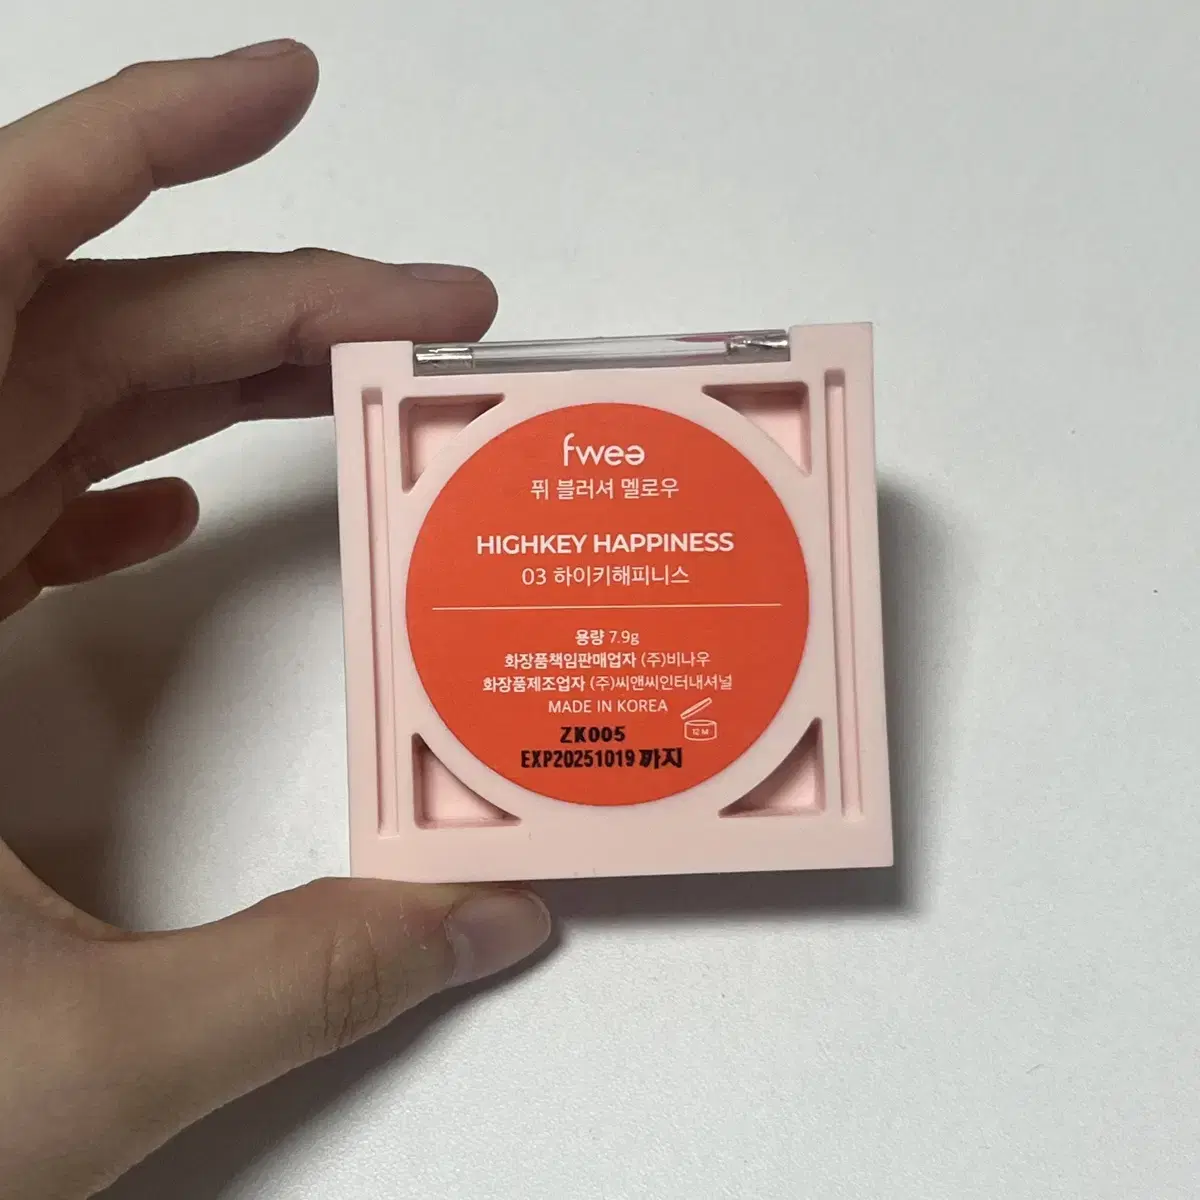 fwee
퓌 블러셔 멜로우
HIGHKEY HAPPINESS
03 하이키해피니스
용량 7.9g
화장품책임판매업자 (주)비나우
화장품제조업자 (주)씨앤씨인터내셔널
MADE IN KOREA
12 M
ZK005
EXP20251019 까지